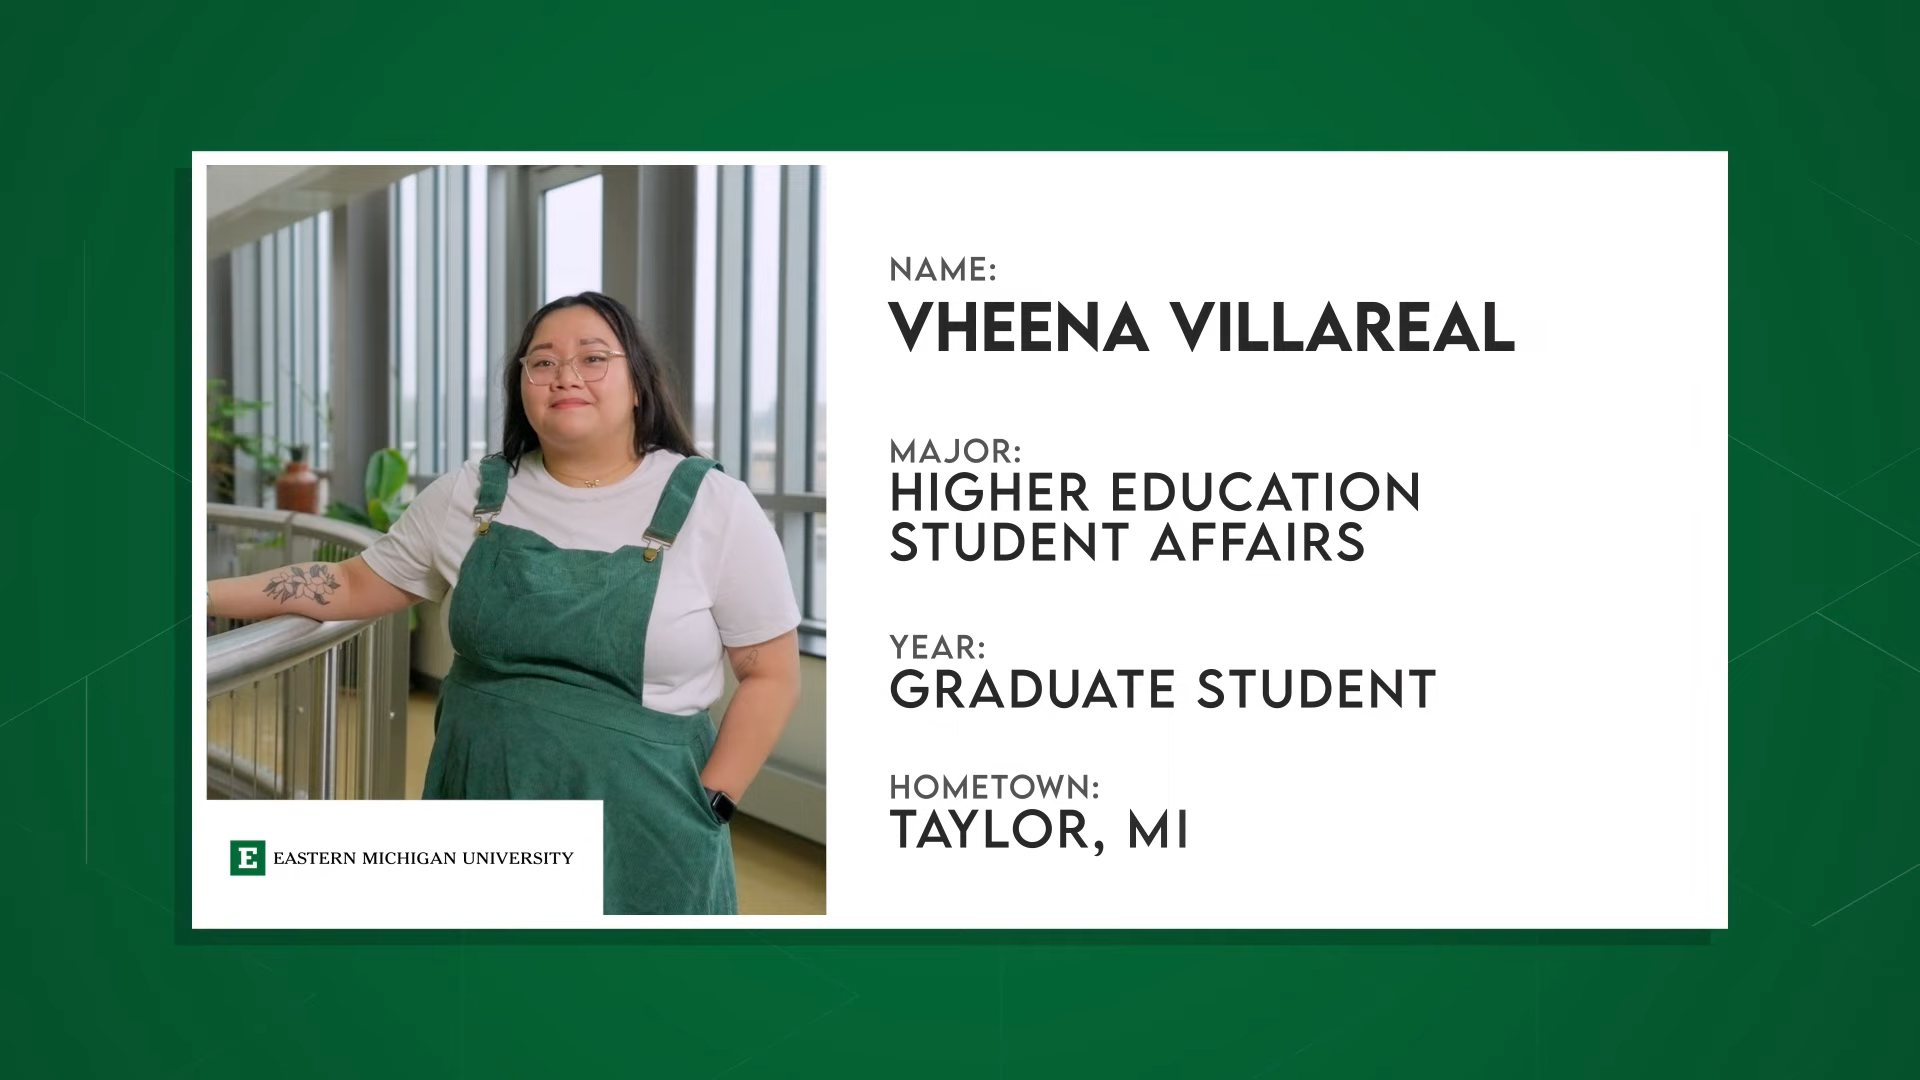 NAME:
VHEENA VILLAREAL
MAJOR:
HIGHER EDUCATION
STUDENT AFFAIRS
YEAR:
GRADUATE STUDENT
HOMETOWN:
TAYLOR, MI
E EASTERN MICHIGAN UNIVERSITY